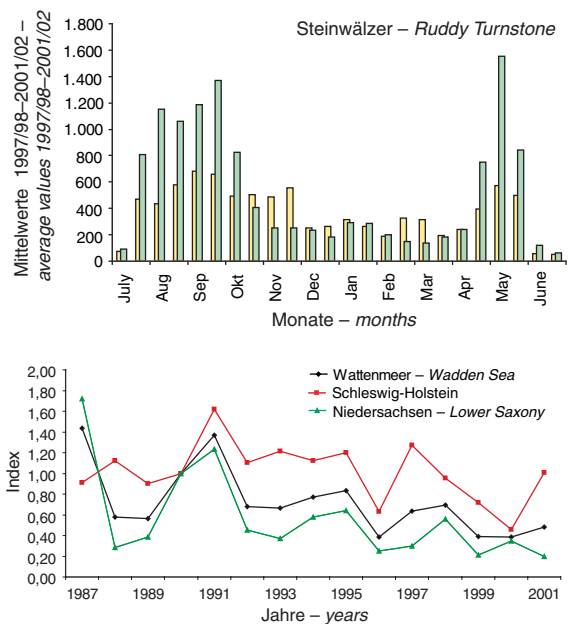 Steinwälzer – Ruddy Turnstone
Mittelwerte 1997/98–2001/02 –
average values 1997/98–2001/02
1.800
1.600
1.400
1.200
1.000
800
600
400
200
0
July Aug Sep Okt Nov Dec Jan Feb Mar Apr May June
Monate – months
Wattenmeer – Wadden Sea
Schleswig-Holstein
Niedersachsen – Lower Saxony
Index
2,00
1,80
1,60
1,40
1,20
1,00
0,80
0,60
0,40
0,20
0,00
1987 1989 1991 1993 1995 1997 1999 2001
Jahre – years